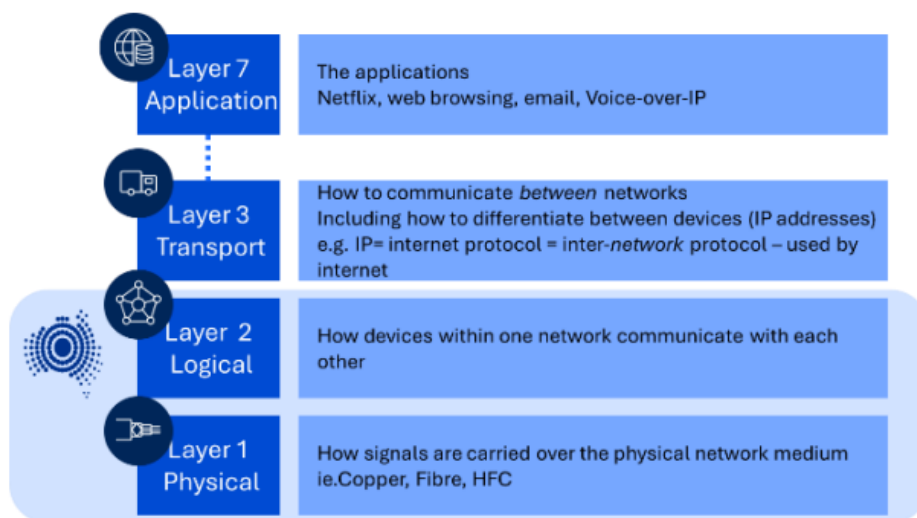 Layer 7
Application
The applications
Netflix, web browsing, email, Voice-over-IP
Layer 3
Transport
How to communicate between networks
Including how to differentiate between devices (IP addresses)
e.g. IP= internet protocol = inter-network protocol – used by
internet
Layer 2
Logical
How devices within one network communicate with each
other
Layer 1
Physical
How signals are carried over the physical network medium
ie.Copper, Fibre, HFC